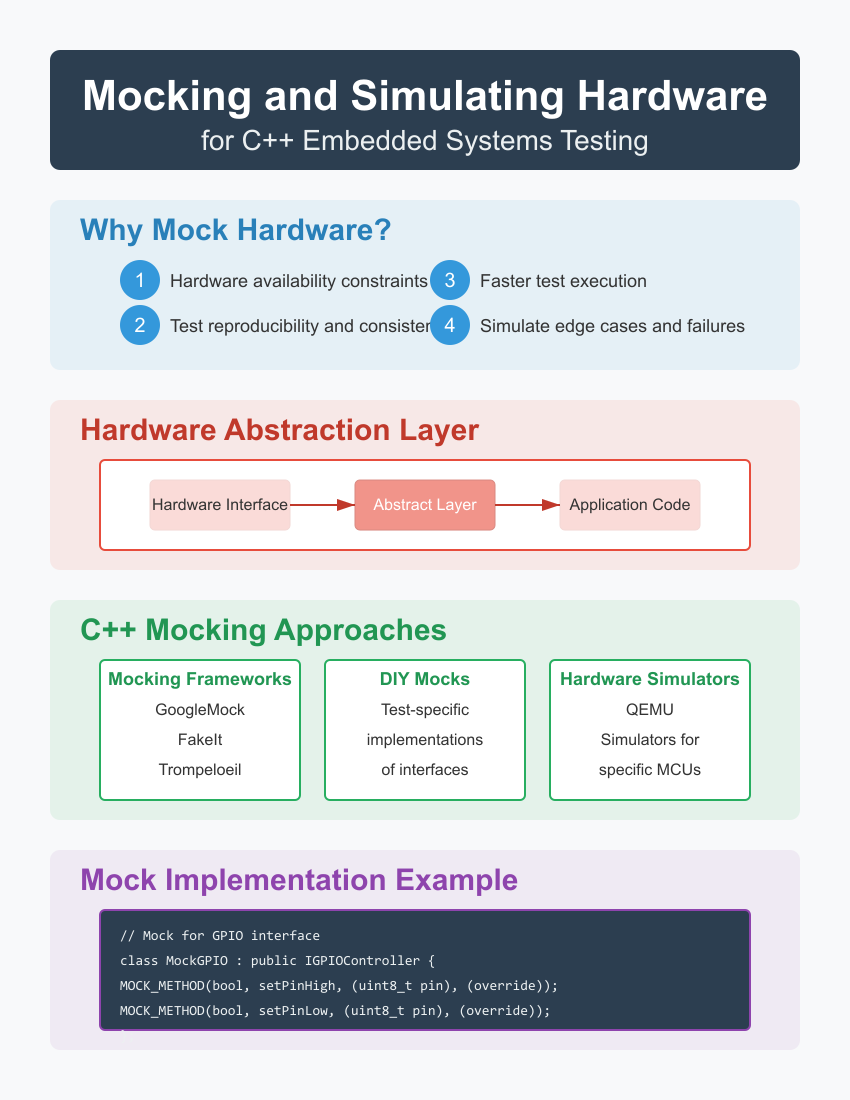 Mocking and Simulating Hardware
for C++ Embedded Systems Testing
Why Mock Hardware?
1 Hardware availability constraints
3 Faster test execution
2 Test reproducibility and
4 Simulate edge cases and failures
Hardware Abstraction Layer
Hardware Interface
Abstract Layer
Application Code
C++ Mocking Approaches
Mocking Frameworks
GoogleMock
FakeIt
Trompeloeil
DIY Mocks
Test-specific
implementations
of interfaces
Hardware Simulators
QEMU
Simulators for
specific MCUs
Mock Implementation Example
// Mock for GPIO interface
class MockGPIO : public IGPIOController {
MOCK_METHOD(bool, setPinHigh, (uint8_t pin), (override));
MOCK_METHOD(bool, setPinLow, (uint8_t pin), (override));